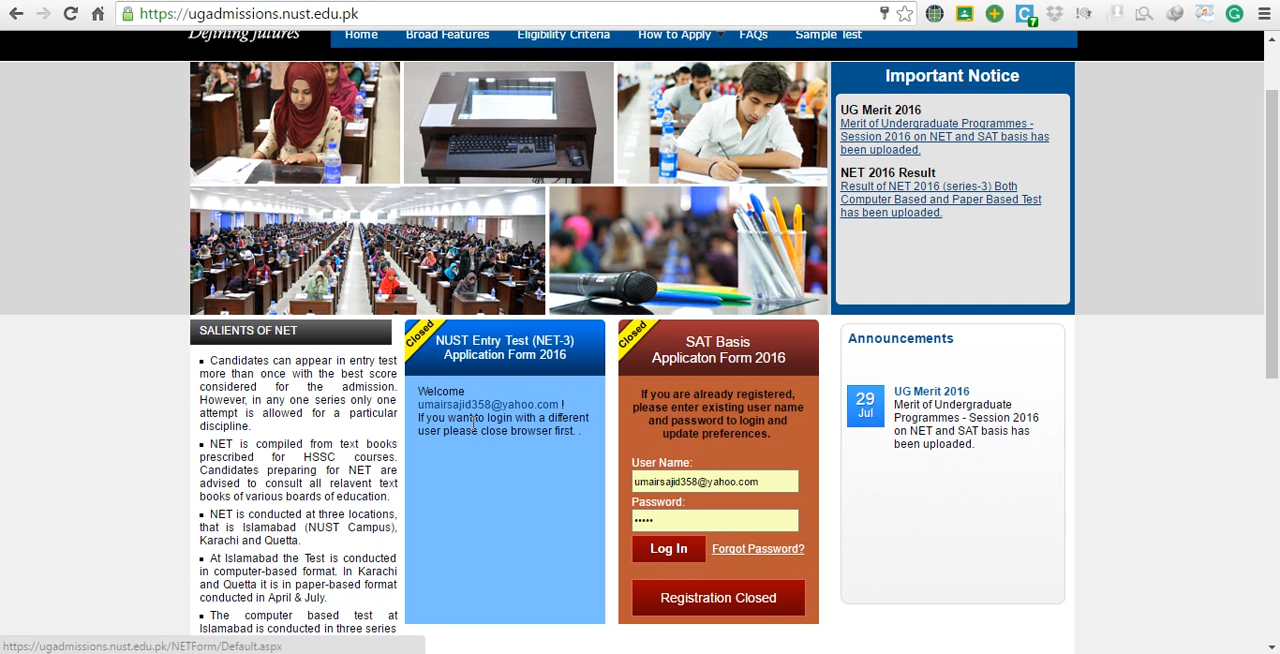 https://ugadmissions.nust.edu.pk
7
Defining futures
Home Broad Features Eligibility Criteria How to Apply FAQs Sample Test
Important Notice
UG Merit 2016
Merit of Undergraduate Programmes -
Session 2016 on NET and SAT basis has
been uploaded.
NET 2016 Result
Result of NET 2016 (series-3) Both
Computer Based and Paper Based Test
has been uploaded.
SALIENTS OF NET
Candidates can appear in entry test
more than once with the best score
considered for the admission.
However, in any one series only one
attempt is allowed for a particular
discipline.
NET is compiled from text books
prescribed for HSSC courses.
Candidates preparing for NET are
advised to consult all relavent text
books of various boards of education.
NET is conducted at three locations,
that is Islamabad (NUST Campus),
Karachi and Quetta.
At Islamabad the Test is conducted
in computer-based format. In Karachi
and Quetta it is in paper-based format
conducted in April & July.
The computer based test at
Islamabad is conducted in three series
Closed
NUST Entry Test (NET-3)
Application Form 2016
Welcome
umairsajid358@yahoo.com !
If you want to login with a different
user please close browser first. .
Closed
SAT Basis
Applicaton Form 2016
If you are already registered,
please enter existing user name
and password to login and
update preferences.
User Name:
umairsajid358@yahoo.com
Password:
•••••
Log In Forgot Password?
Registration Closed
Announcements
29
Jul
UG Merit 2016
Merit of Undergraduate
Programmes - Session 2016
on NET and SAT basis has
been uploaded.
https://ugadmissions.nust.edu.pk/NETForm/Default.aspx